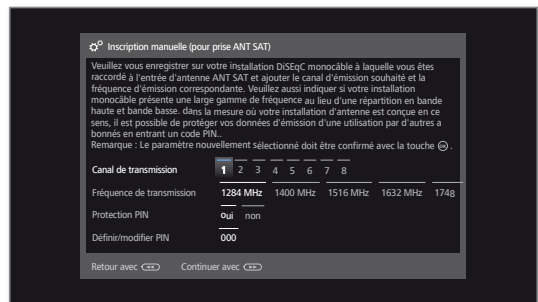 Inscription manuelle (pour prise ANT SAT)
Veuillez vous enregistrer sur votre installation DiSEqC monocâble à laquelle vous êtes
raccordé à l'entrée d'antenne ANT SAT et ajouter le canal d'émission souhaité et la
fréquence d'émission correspondante. Veuillez aussi indiquer si votre installation
monocâble présente une large gamme de fréquence au lieu d'une répartition en bande
haute et bande basse. dans la mesure où votre installation d'antenne est conçue en ce
sens, il est possible de protéger vos données d'émission d'une utilisation par d'autres a
bonnés en entrant un code PIN..
Remarque : Le paramètre nouvellement sélectionné doit être confirmé avec la touche OK .
Canal de transmission 1 2 3 4 5 6 7 8
Fréquence de transmission 1284 MHz 1400 MHz 1516 MHz 1632 MHz 1748
Protection PIN oui non
Définir/modifier PIN 000
Retour avec ◄◄ Continuer avec ►►